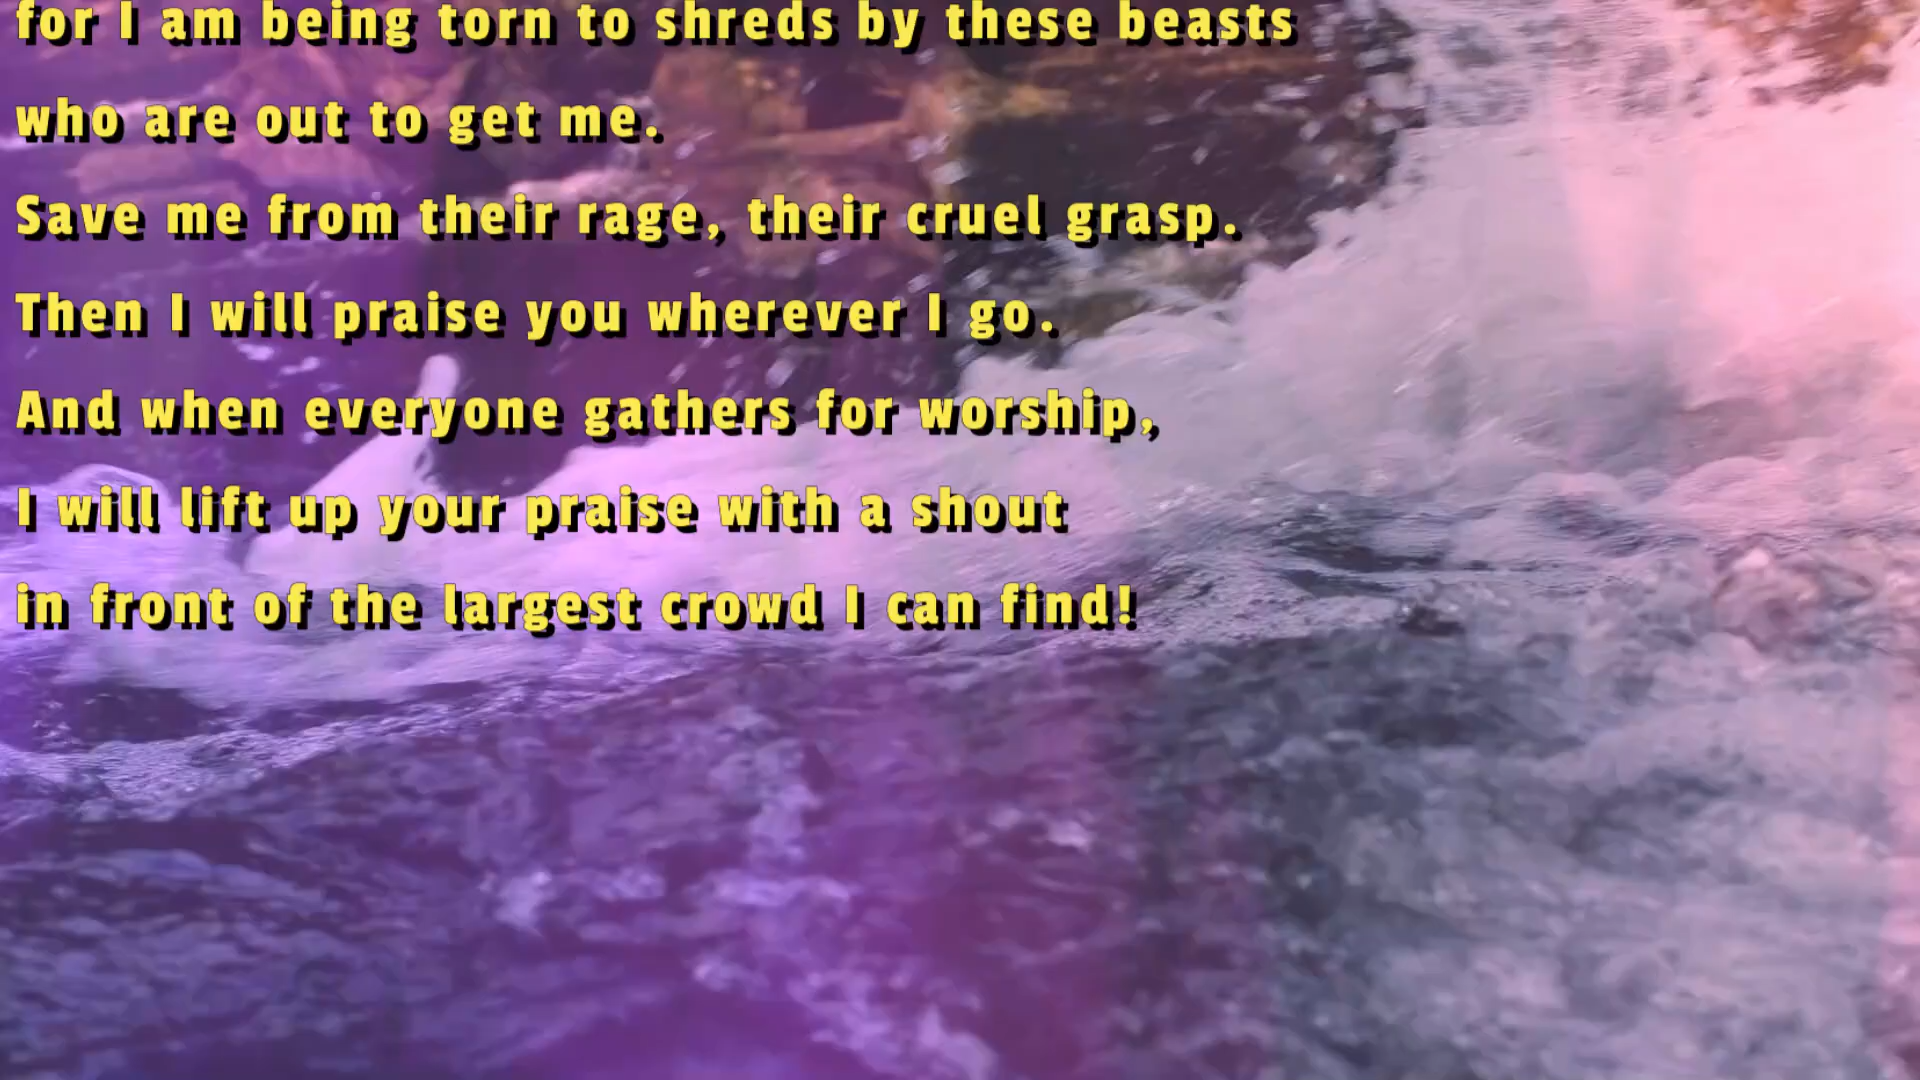 for I am being torn to shreds by these beasts
who are out to get me.
Save me from their rage, their cruel grasp.
Then I will praise you wherever I go.
And when everyone gathers for worship,
I will lift up your praise with a shout
in front of the largest crowd I can find!